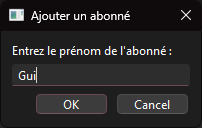 Ajouter un abonné
Entrez le prénom de l'abonné :
Gui
OK
Cancel